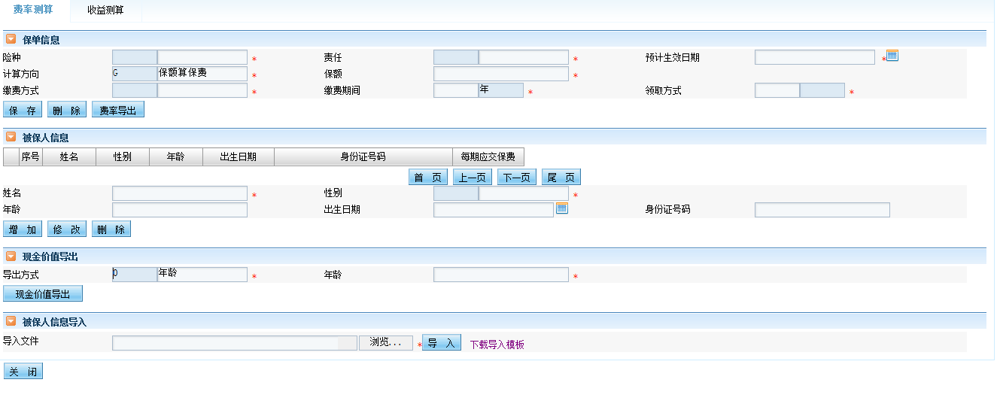 费率测算 收益测算
保单信息
险种 * 责任 * 预计生效日期 *
计算方向 G 保额算保费 * 保额 *
缴费方式 * 缴费期间 年 * 领取方式 *
保 存 删 除 费率导出
被保人信息
序号 姓名 性别 年龄 出生日期 身份证号码 每期应交保费
首 页 上一页 下一页 尾 页
姓名 * 性别 *
年龄 出生日期 身份证号码
增 加 修 改 删 除
现金价值导出
导出方式 0 年龄 * 年龄 *
现金价值导出
被保人信息导入
导入文件 浏览... * 导 入 下载导入模板
关 闭